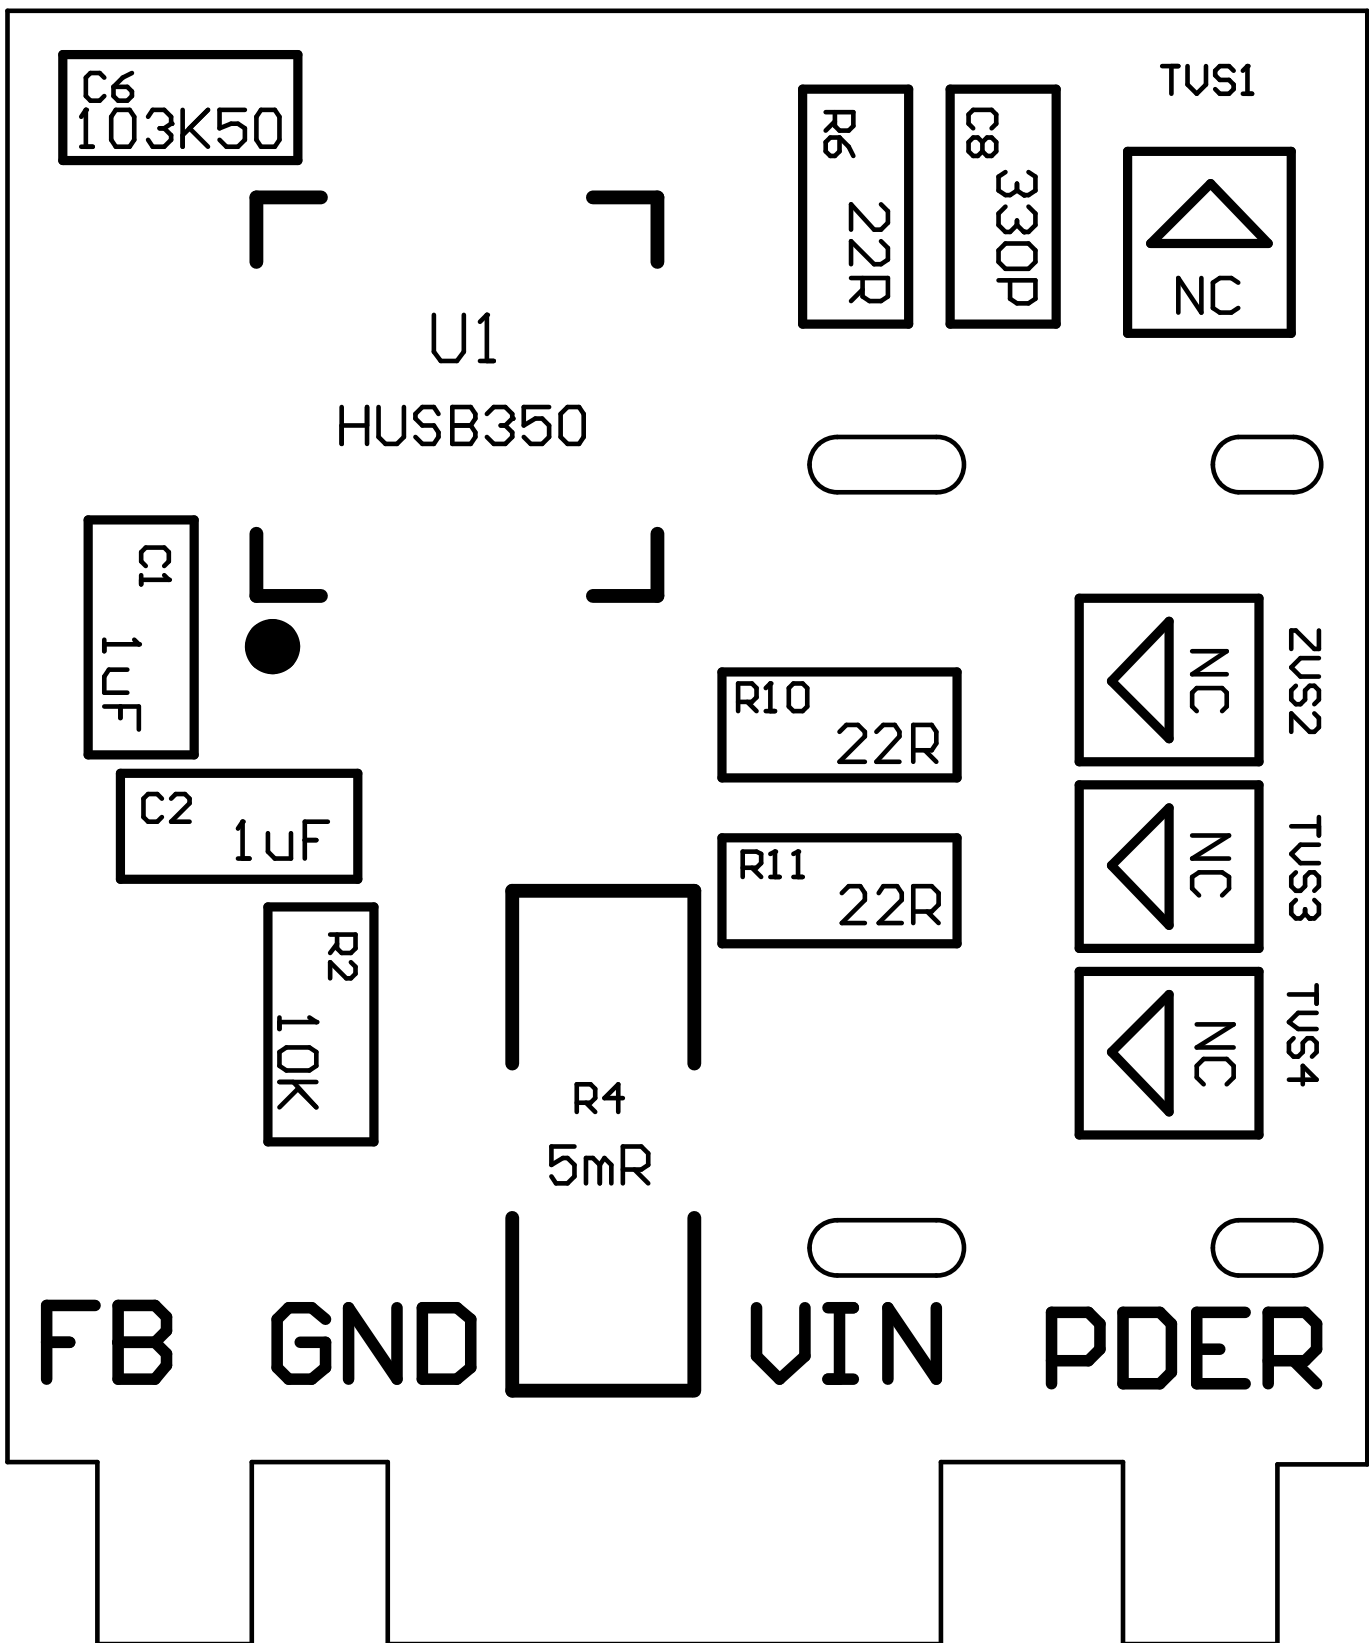 C6
103K50
R6
22R
C8
330P
TVS1
NC
U1
HUSB350
C1
1uF
C2
1uF
R10
22R
R11
22R
ZVS2
NC
TVS3
NC
TVS4
NC
R2
10K
R4
5mR
FB GND VIN PDER